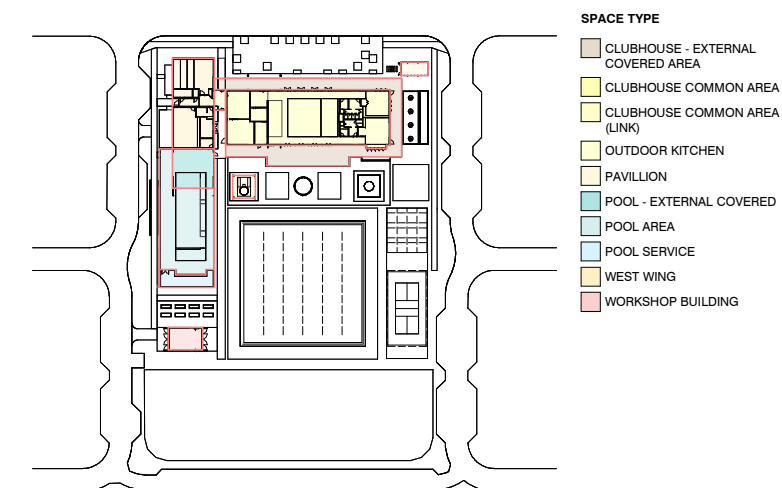 SPACE TYPE
CLUBHOUSE - EXTERNAL
COVERED AREA
CLUBHOUSE COMMON AREA
CLUBHOUSE COMMON AREA
(LINK)
OUTDOOR KITCHEN
PAVILLION
POOL - EXTERNAL COVERED
POOL AREA
POOL SERVICE
WEST WING
WORKSHOP BUILDING